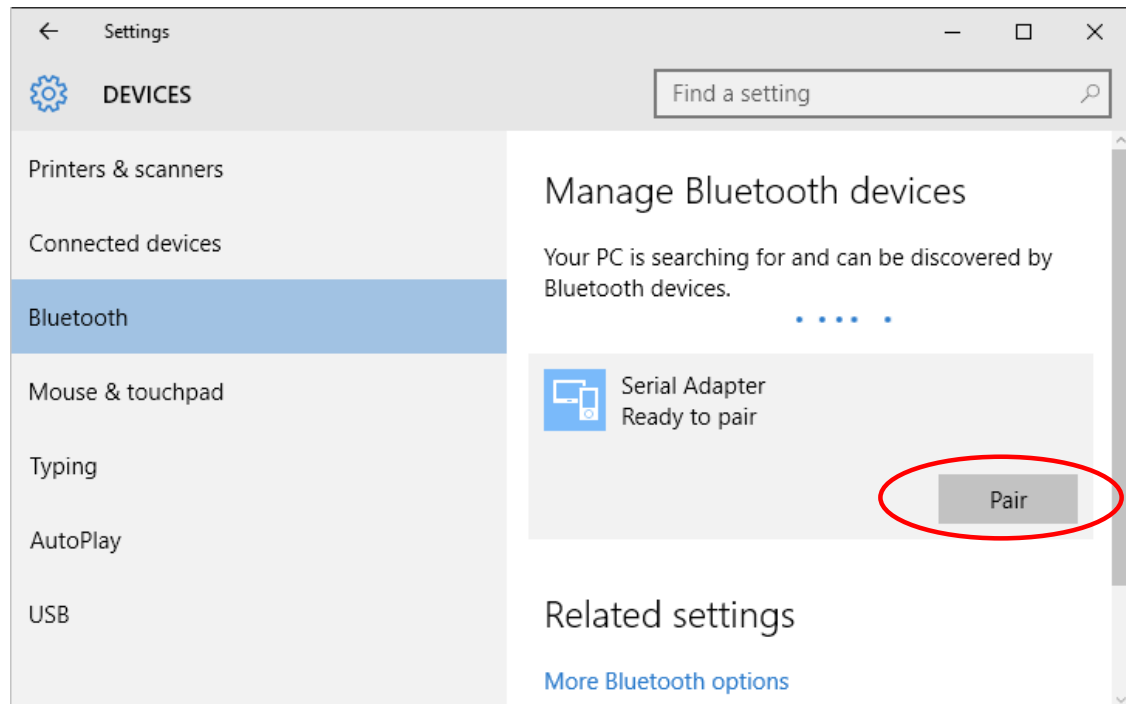 Settings
DEVICES
Find a setting
Printers & scanners
Connected devices
Bluetooth
Mouse & touchpad
Typing
AutoPlay
USB
Manage Bluetooth devices
Your PC is searching for and can be discovered by
Bluetooth devices.
Serial Adapter
Ready to pair
Pair
Related settings
More Bluetooth options